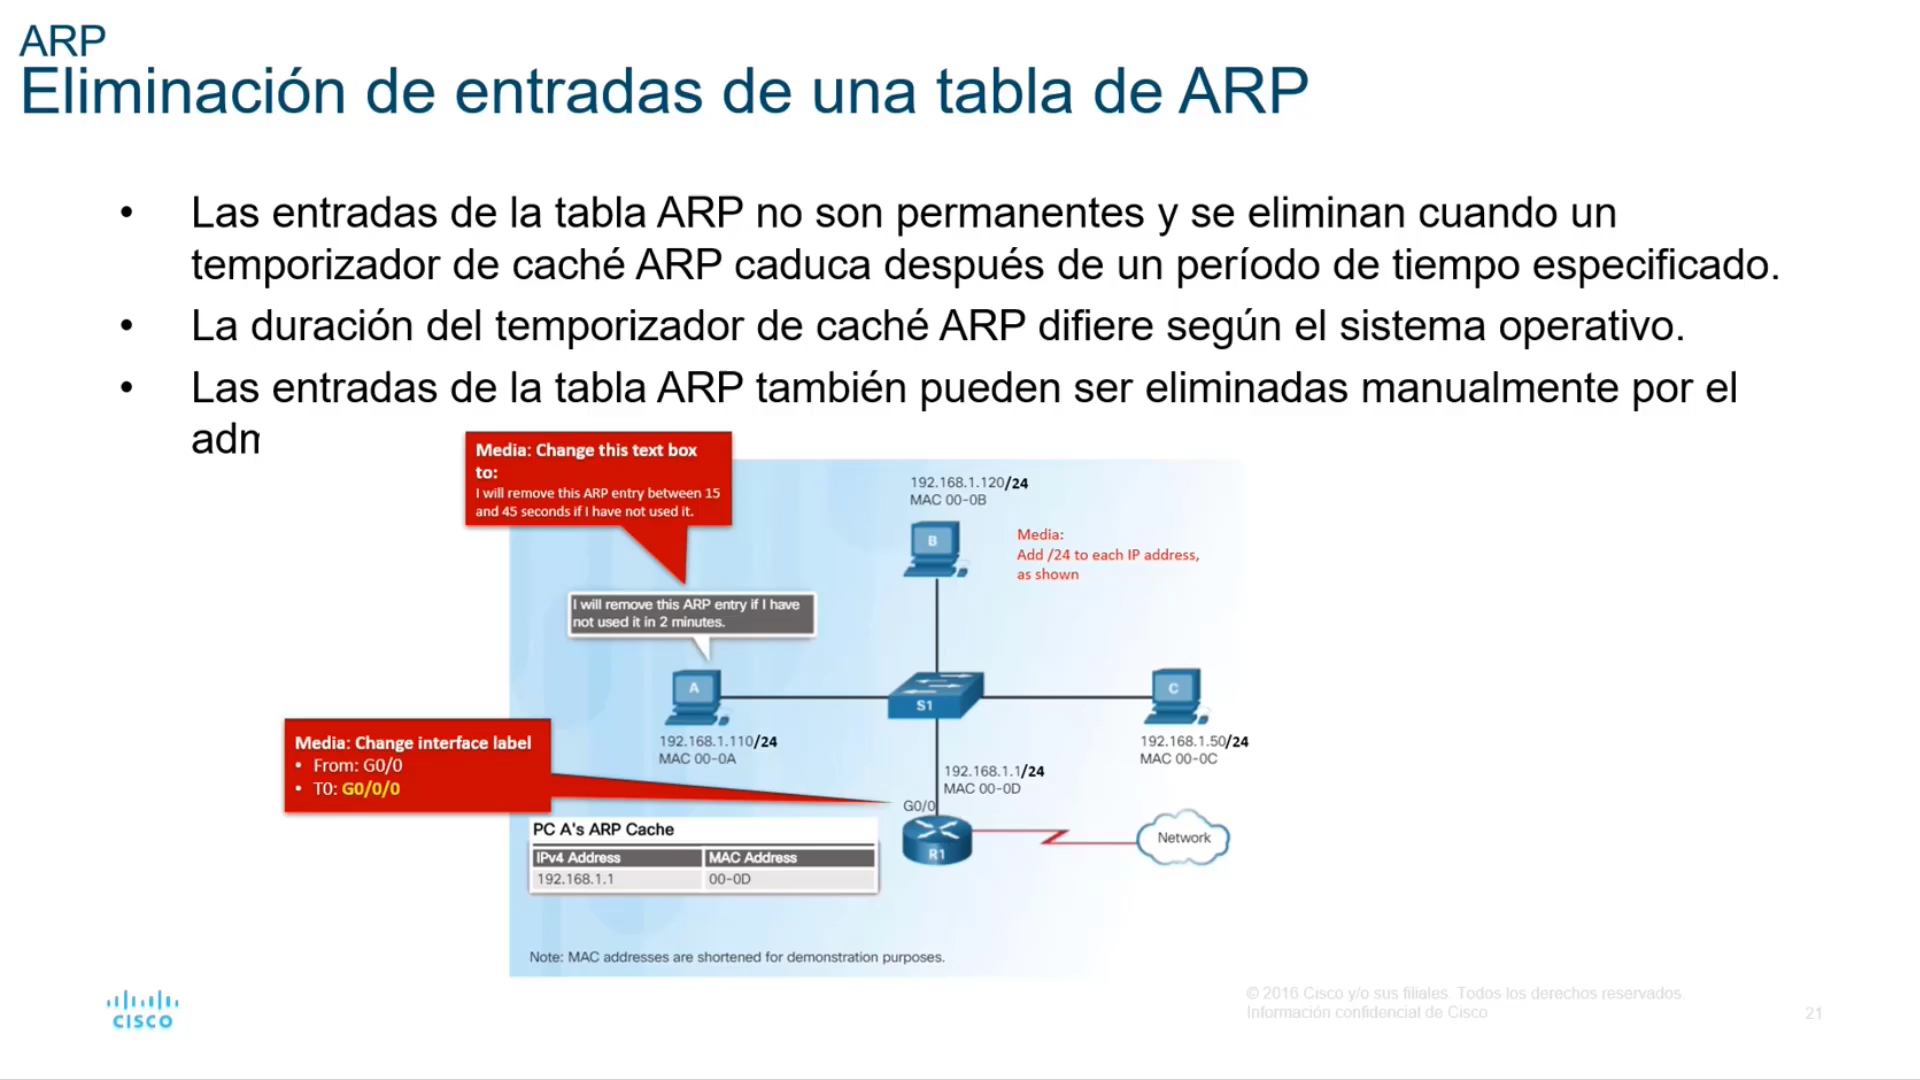 ARP
Eliminación de entradas de una tabla de ARP
• Las entradas de la tabla ARP no son permanentes y se eliminan cuando un
temporizador de caché ARP caduca después de un período de tiempo especificado.
• La duración del temporizador de caché ARP difiere según el sistema operativo.
• Las entradas de la tabla ARP también pueden ser eliminadas manualmente por el
Media: Change this text box
to:
I will remove this ARP entry between 15
and 45 seconds if I have not used it.
192.168.1.120/24
MAC 00-0B
B
Media:
Add /24 to each IP address,
as shown
I will remove this ARP entry if I have
not used it in 2 minutes.
A
S1
C
192.168.1.110/24
MAC 00-0A
192.168.1.50/24
MAC 00-0C
Media: Change interface label
• From: G0/0
• T0: G0/0/0
192.168.1.1/24
MAC 00-0D
G0/0
R1
Network
PC A's ARP Cache
IPv4 Address MAC Address
192.168.1.1 00-0D
Note: MAC addresses are shortened for demonstration purposes.
CISCO
© 2016 Cisco y/o sus filiales. Todos los derechos reservados.
Información confidencial de Cisco
21